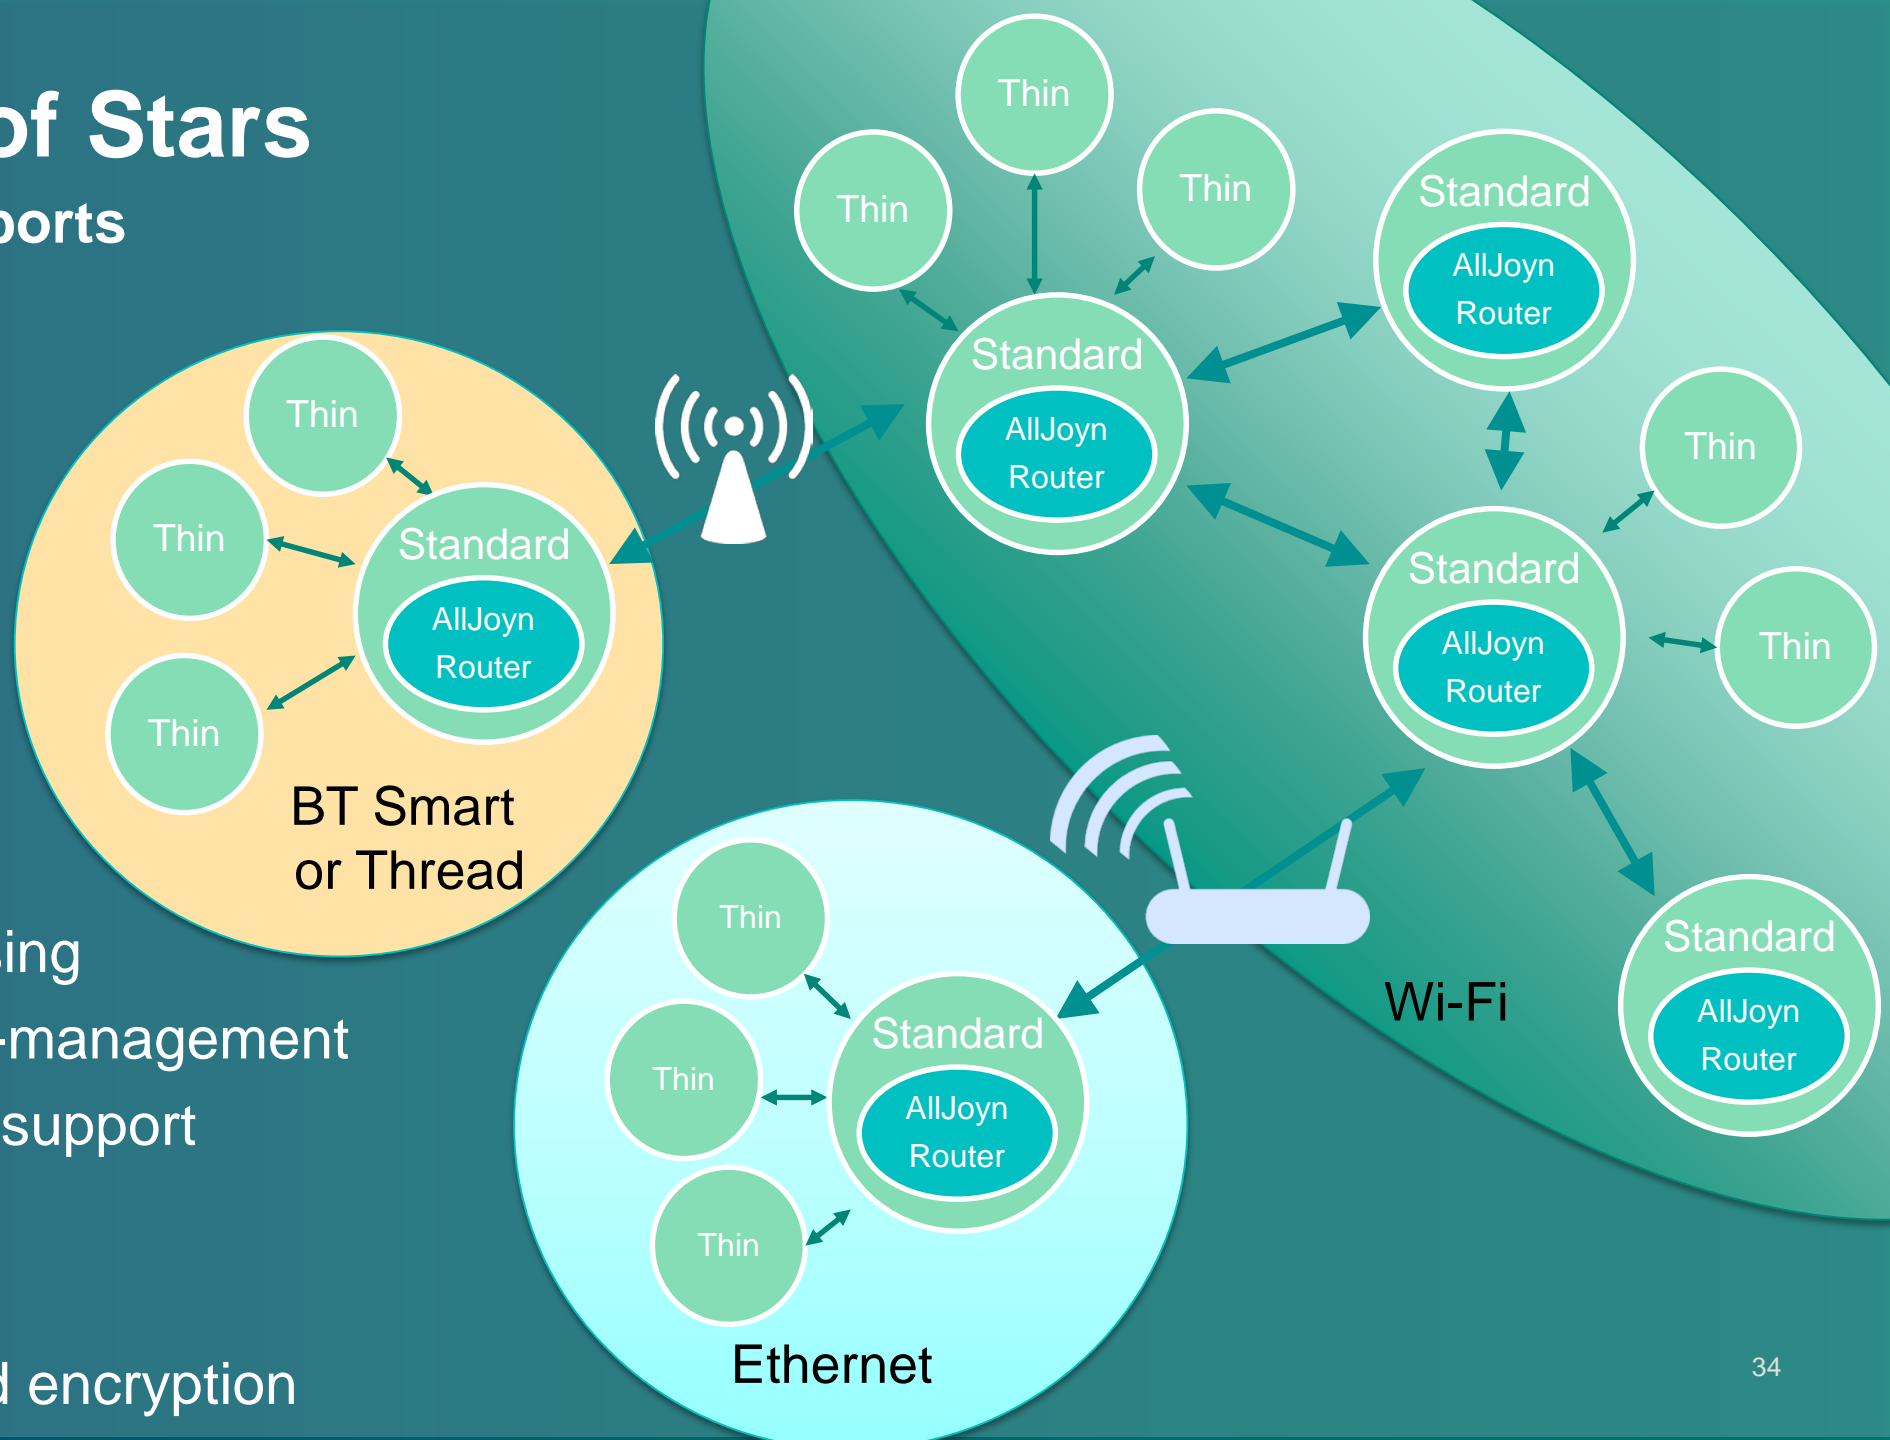 of Stars
ports
sing
-management
support
d encryption
Thin
Thin
Thin
Standard
AllJoyn
Router
BT Smart
or Thread
Thin
Thin
Thin
Standard
AllJoyn
Router
Standard
AllJoyn
Router
Thin
Standard
AllJoyn
Router
Thin
Standard
AllJoyn
Router
Wi-Fi
Thin
Thin
Thin
Standard
AllJoyn
Router
Ethernet
34